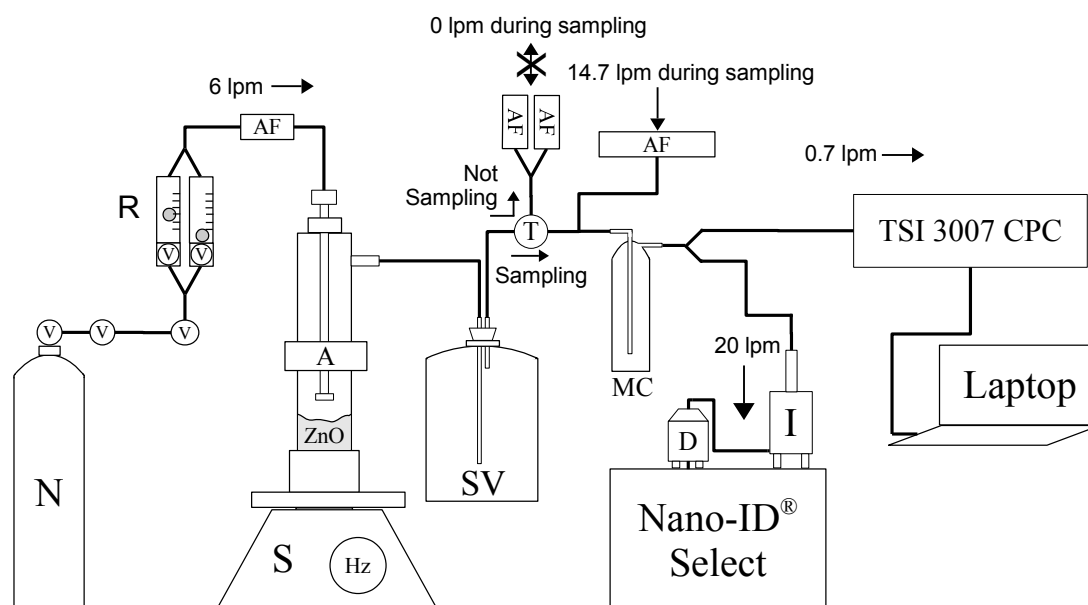 0 lpm during sampling
14.7 lpm during sampling
6 lpm
AF
AF
AF
AF
0.7 lpm
Not
Sampling
R
V
V
T
TSI 3007 CPC
Sampling
V
V
V
A
20 lpm
MC
Laptop
ZnO
I
D
SV
N
Nano-ID®
Select
S
Hz